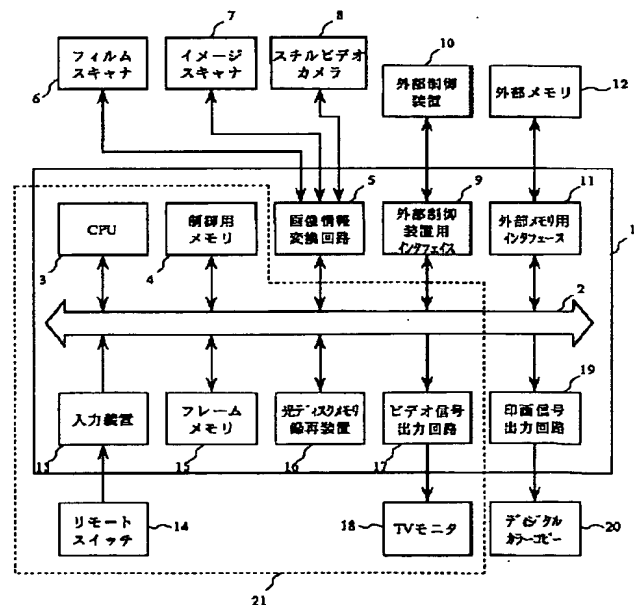 7
8
フィルム
スキャナ
イメージ
スキャナ
スチルビデオ
カメラ
10
外部制御
装置
外部メモリ
12
6
5
9
11
CPU
制御用
メモリ
画像情報
変換回路
外部制御
装置用
インタフェイス
外部メモリ用
インタフェース
1
3
4
2
19
入力装置
フレーム
メモリ
光ディスクメモリ
録再装置
ビデオ信号
出力回路
印画信号
出力回路
13
15
16
17
リモート
スイッチ
14
18
TVモニタ
ディジタル
カラーコピー
20
21